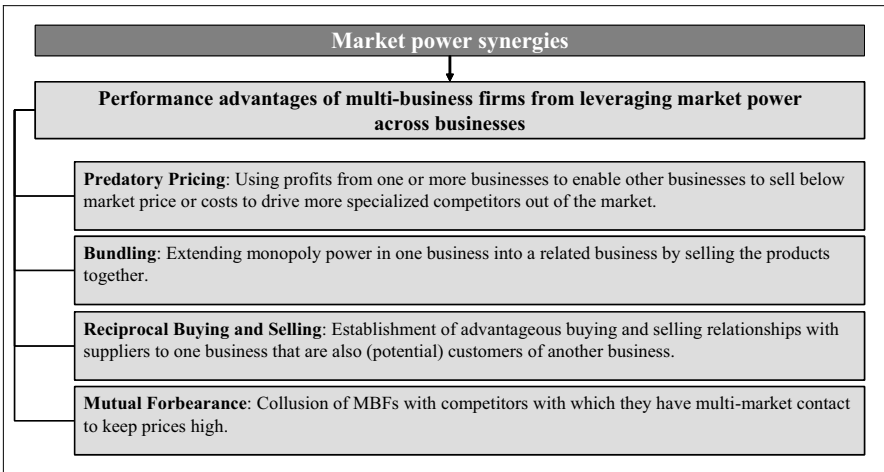 Market power synergies
Performance advantages of multi-business firms from leveraging market power
across businesses
Predatory Pricing: Using profits from one or more businesses to enable other businesses to sell below
market price or costs to drive more specialized competitors out of the market.
Bundling: Extending monopoly power in one business into a related business by selling the products
together.
Reciprocal Buying and Selling: Establishment of advantageous buying and selling relationships with
suppliers to one business that are also (potential) customers of another business.
Mutual Forbearance: Collusion of MBFs with competitors with which they have multi-market contact
to keep prices high.